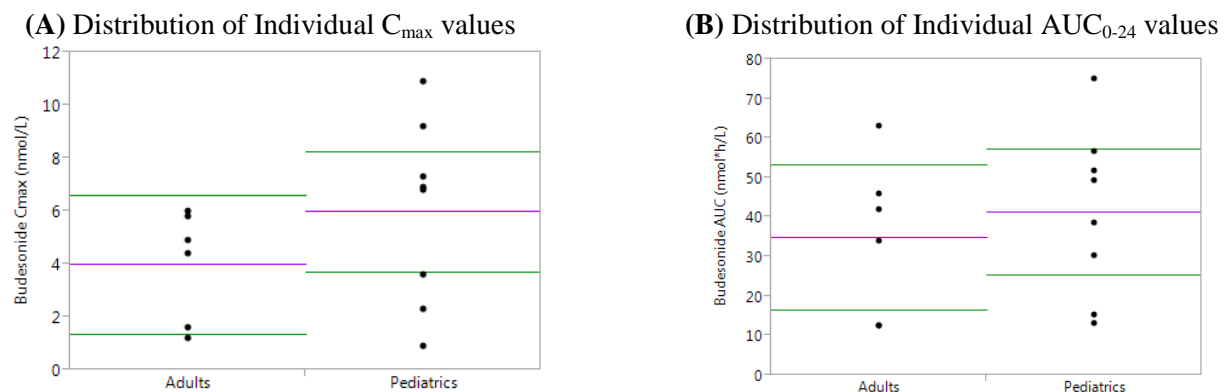 (A) Distribution of Individual Cmax values
12
10
8
6
4
2
0
Budesonide Cmax (nmol/L)
Adults
Pediatrics
(B) Distribution of Individual AUC0-24 values
80
70
60
50
40
30
20
10
0
Budesonide AUC (nmol*h/L)
Adults
Pediatrics